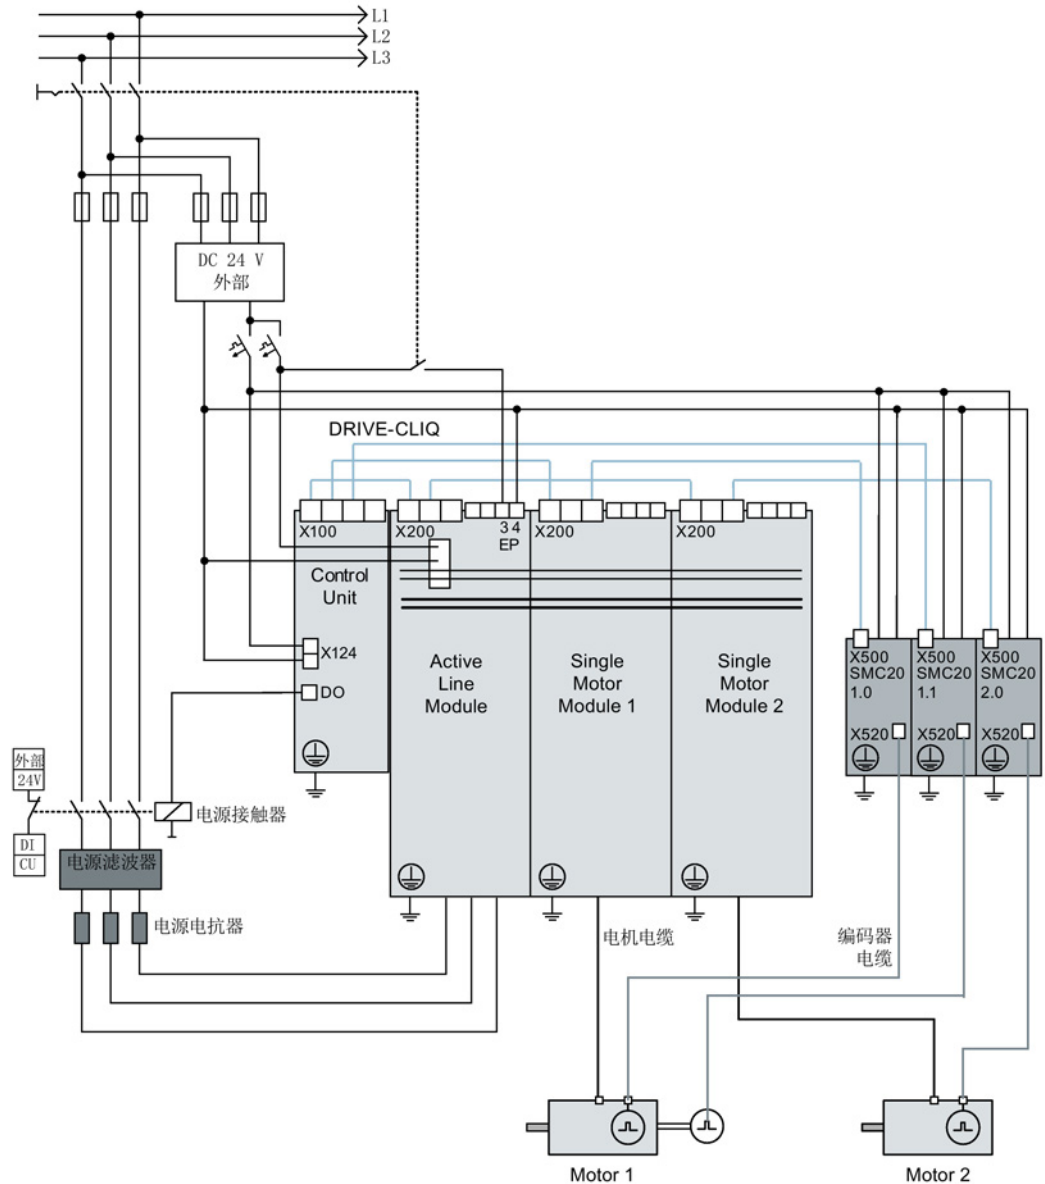 L1
L2
L3
DC 24 V
外部
DRIVE-CLIQ
X100
X200
3 4
EP
X200
X200
Control
Unit
X124
DO
Active
Line
Module
Single
Motor
Module 1
Single
Motor
Module 2
X500
SMC20
1.0
X520
X500
SMC20
1.1
X520
X500
SMC20
2.0
X520
外部
24V
电源接触器
DI
CU
电源滤波器
电源电抗器
电机电缆
编码器
电缆
Motor 1
Motor 2